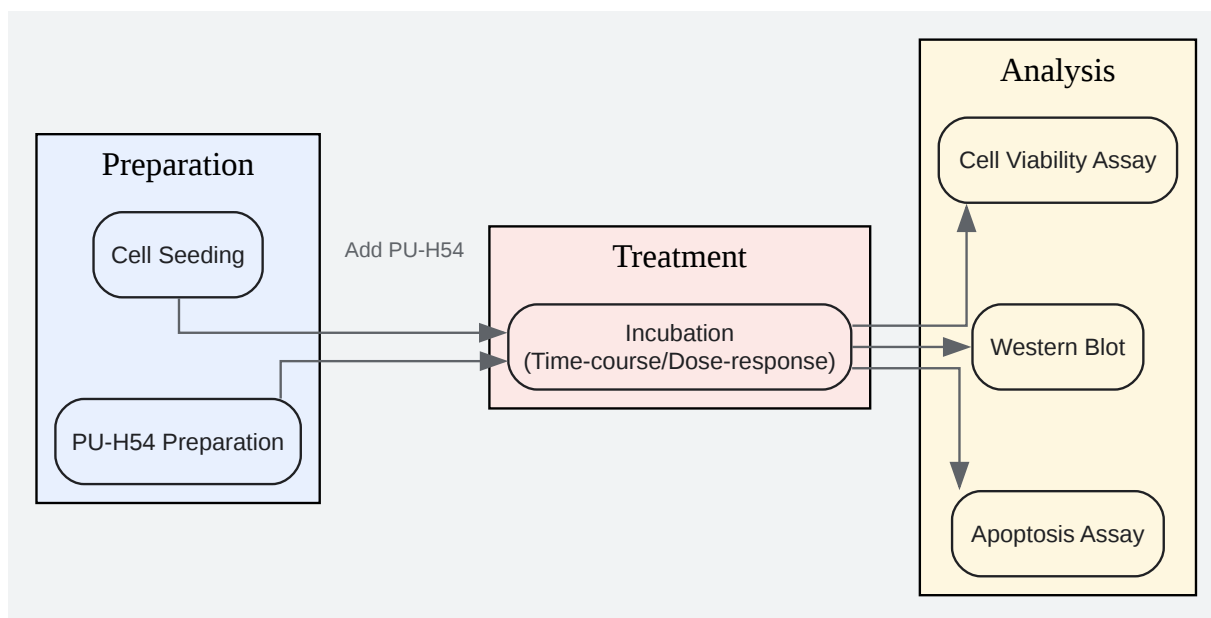 Preparation
Cell Seeding
PU-H54 Preparation
Add PU-H54
Treatment
Incubation
(Time-course/Dose-response)
Analysis
Cell Viability Assay
Western Blot
Apoptosis Assay